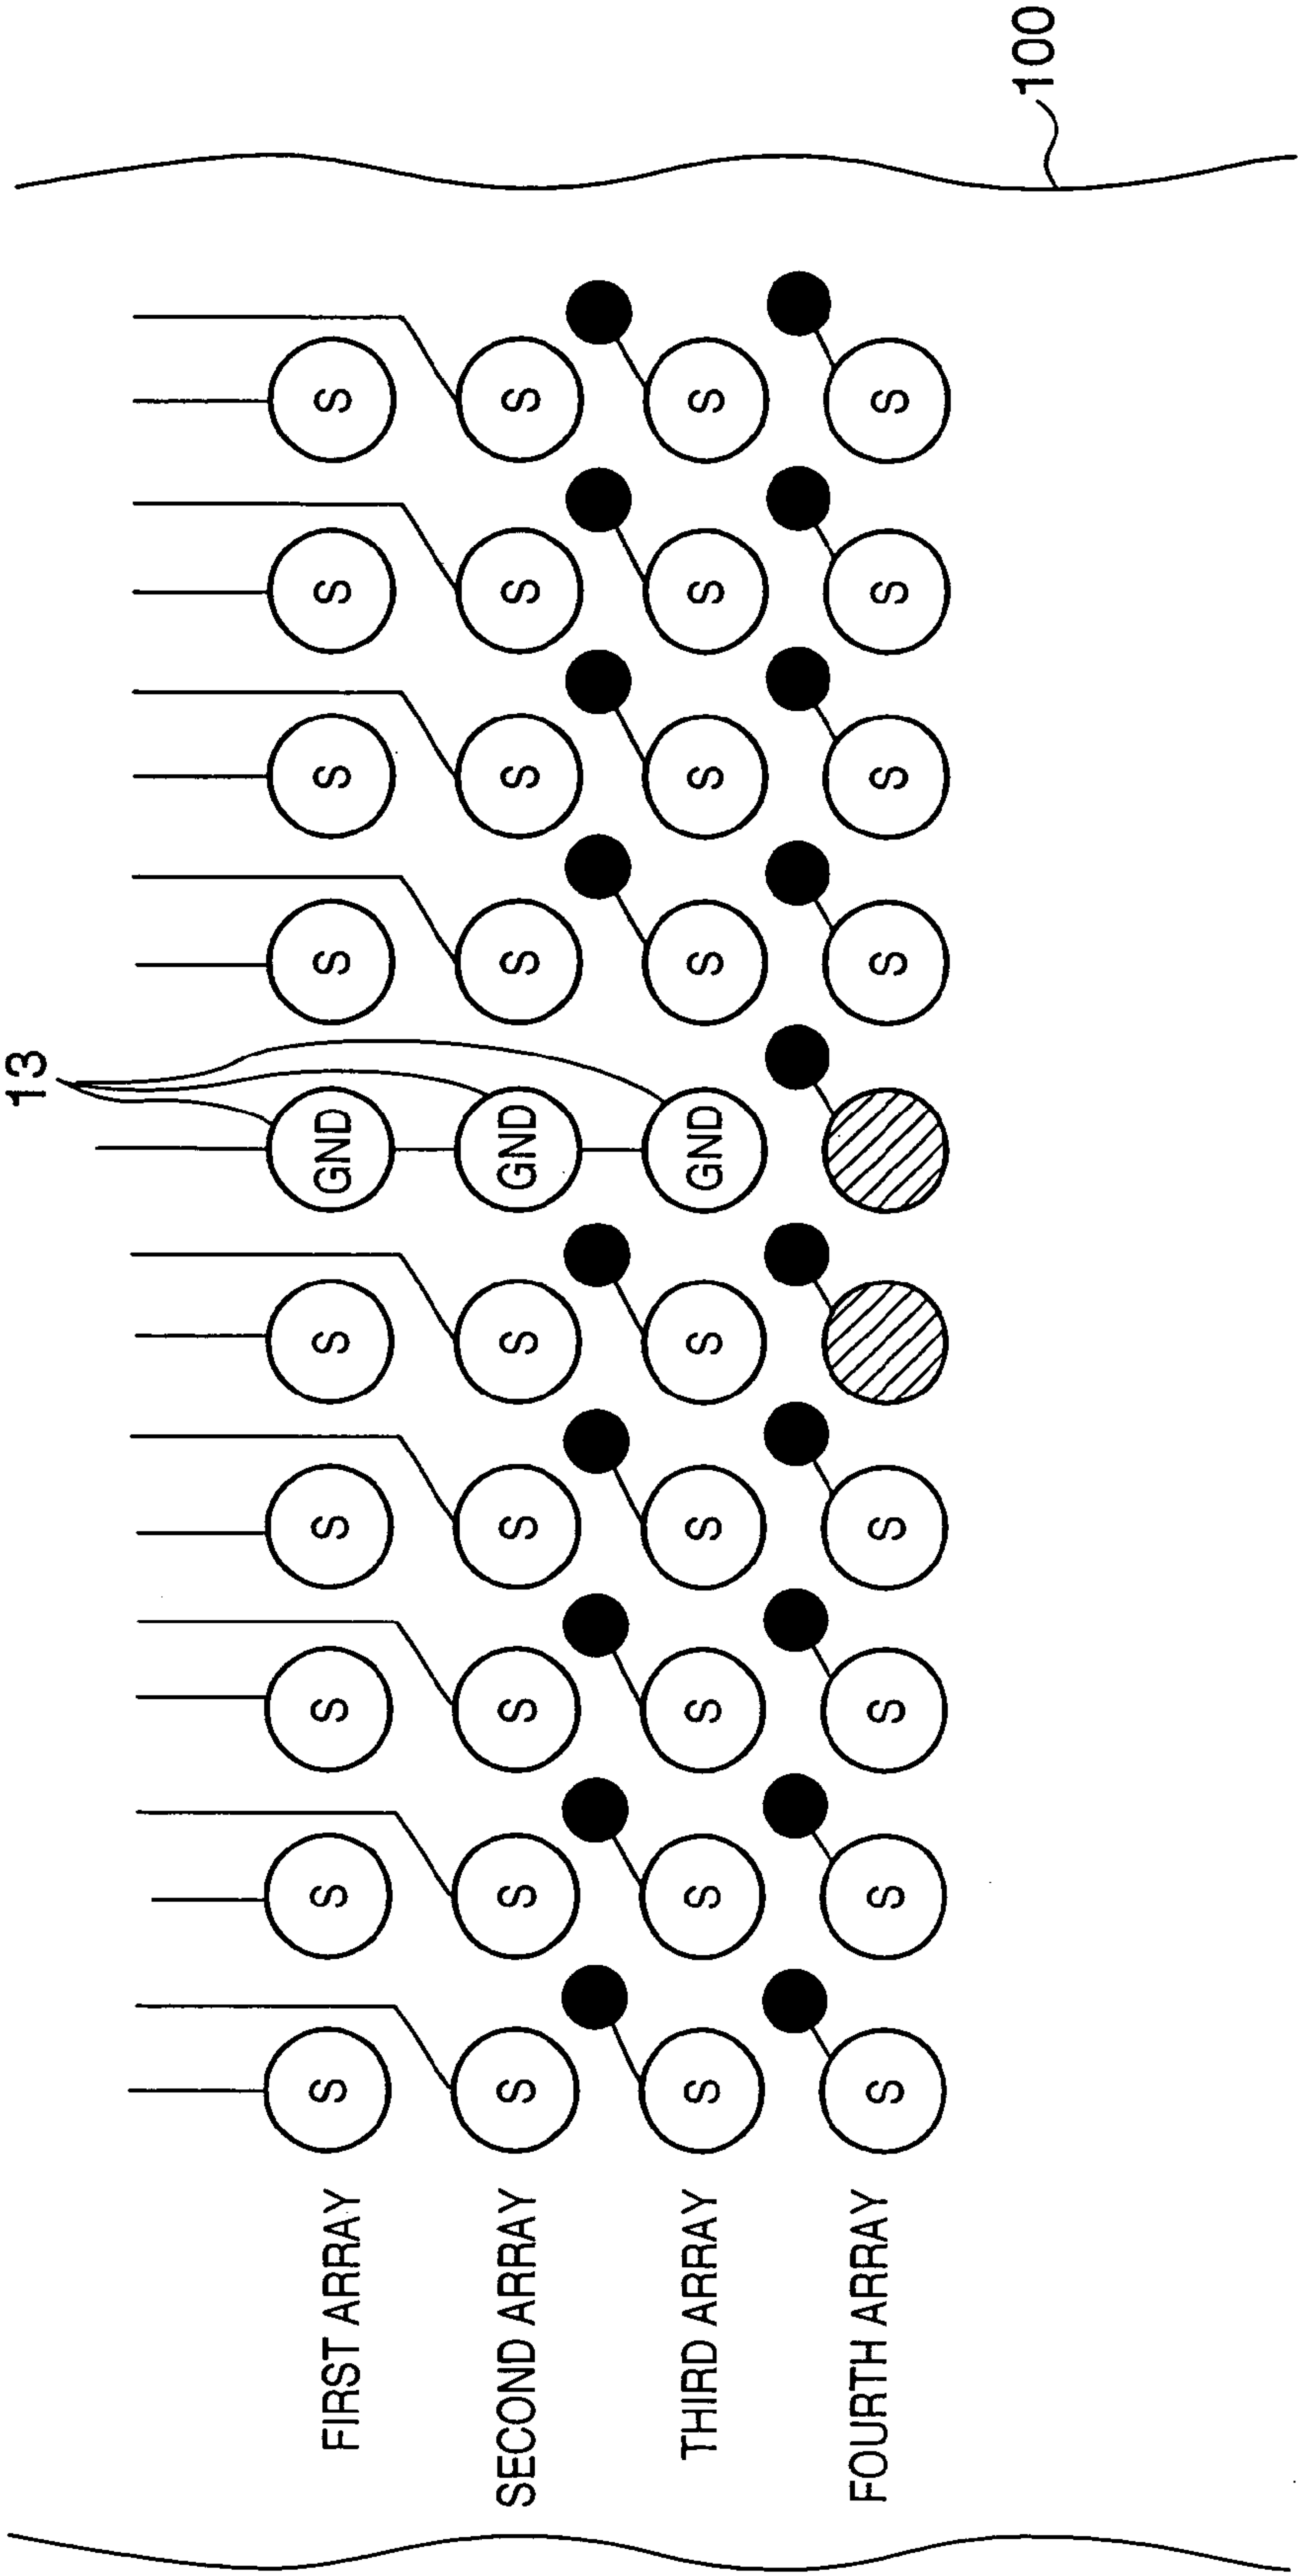 13
FIRST ARRAY S S S S S GND S S S S
SECOND ARRAY S S S S S GND S S S S
THIRD ARRAY S S S S S GND S S S S
FOURTH ARRAY S S S S S S S S
100